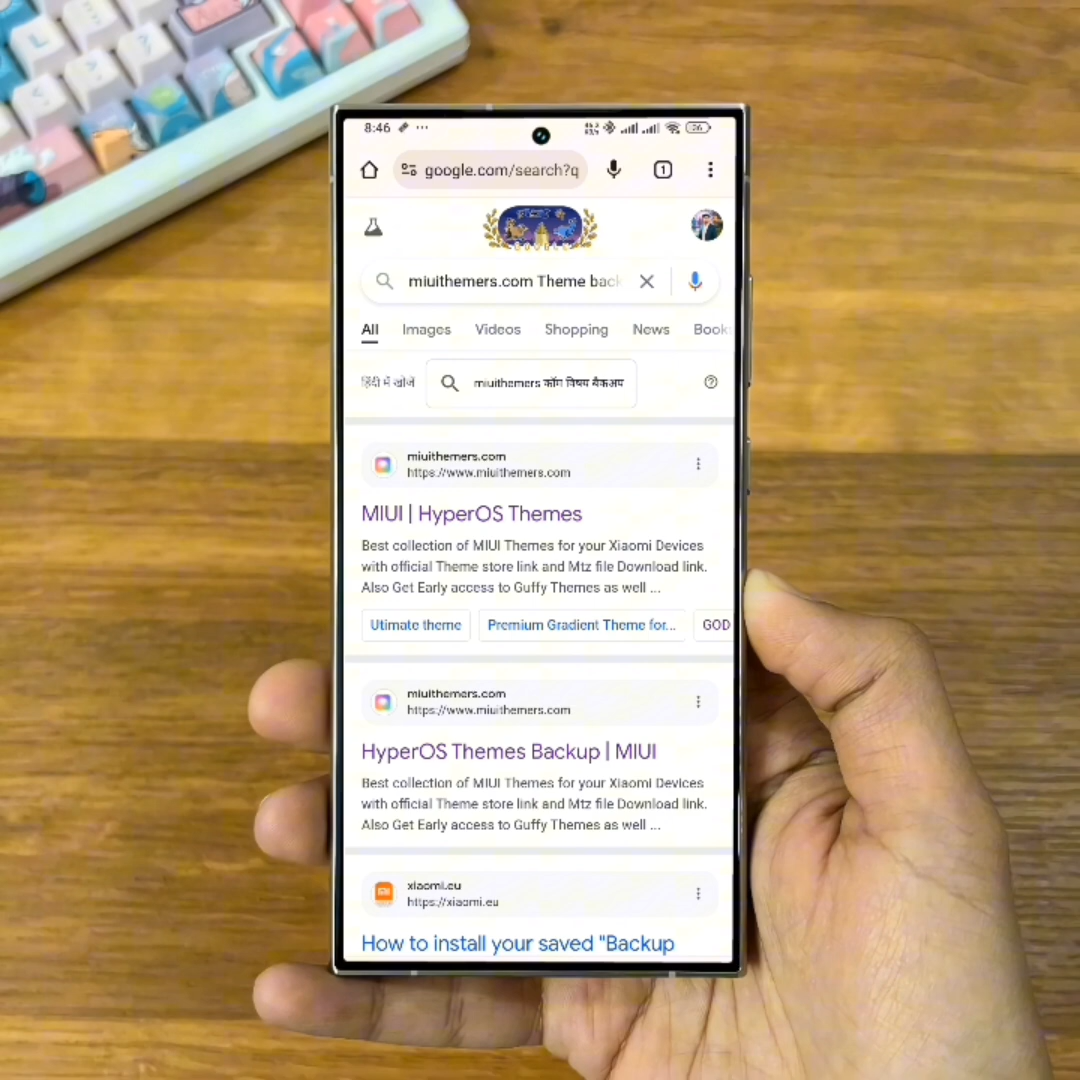 8:46
26
google.com/search?q
1
miuithemers.com Theme back
All Images Videos Shopping News Book
हिंदी में खोजें miuithemers कॉम विषय बैकअप
miuithemers.com
https://www.miuithemers.com
MIUI | HyperOS Themes
Best collection of MIUI Themes for your Xiaomi Devices
with official Theme store link and Mtz file Download link.
Also Get Early access to Guffy Themes as well ...
Utimate theme Premium Gradient Theme for... GOD
miuithemers.com
https://www.miuithemers.com
HyperOS Themes Backup | MIUI
Best collection of MIUI Themes for your Xiaomi Devices
with official Theme store link and Mtz file Download link.
Also Get Early access to Guffy Themes as well ...
xiaomi.eu
https://xiaomi.eu
How to install your saved "Backup